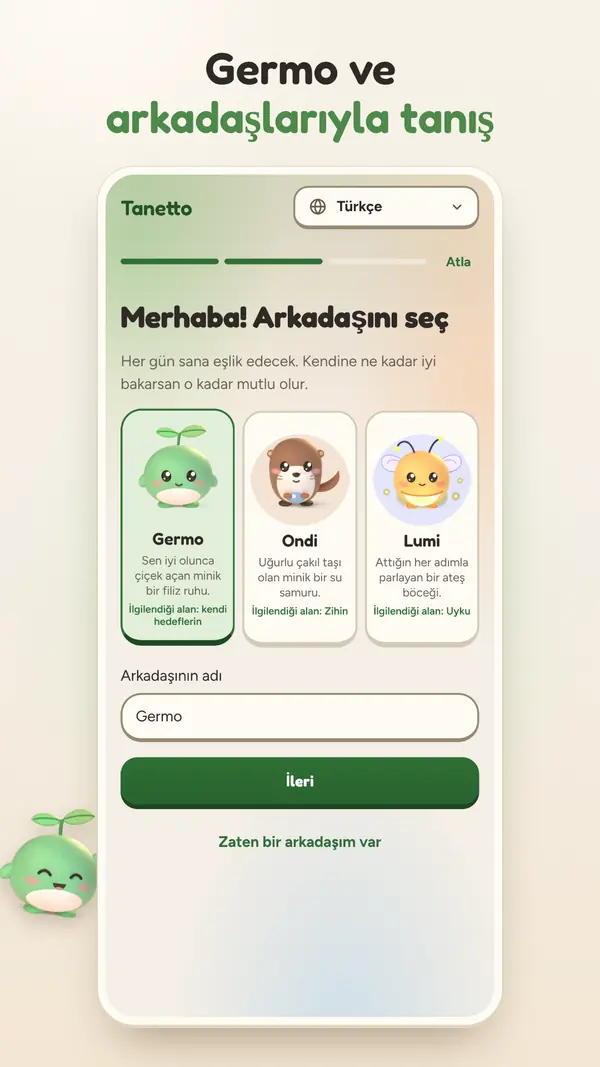 Germo ve
arkadaşlarıyla tanış
Tanetto
Türkçe
Atla
Merhaba! Arkadaşını seç
Her gün sana eşlik edecek. Kendine ne kadar iyi
bakarsan o kadar mutlu olur.
Germo
Sen iyi olunca
çiçek açan minik
bir filiz ruhu.
İlgilendiği alan: kendi
hedeflerin
Ondi
Uğurlu çakıl taşı
olan minik bir su
samuru.
İlgilendiği alan: Zihin
Lumi
Attığın her adımla
parlayan bir ateş
böceği.
İlgilendiği alan: Uyku
Arkadaşının adı
Germo
İleri
Zaten bir arkadaşım var